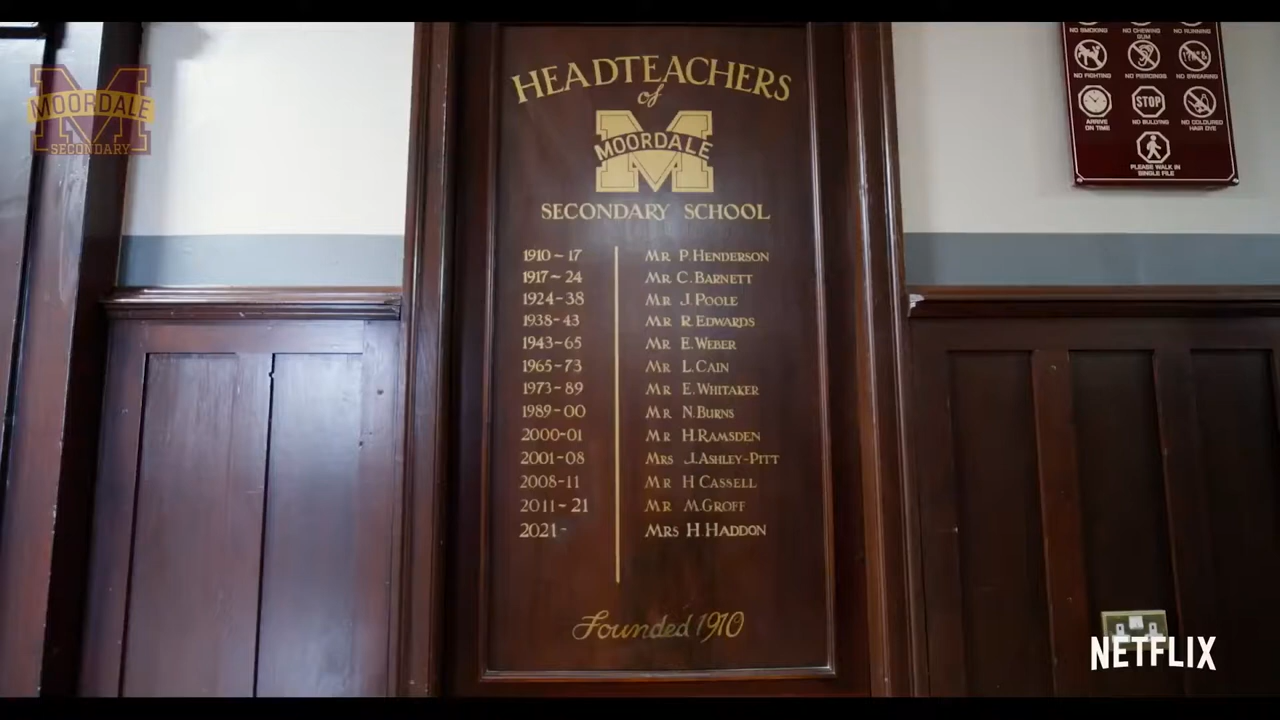 MOORDALE
SECONDARY
HEADTEACHERS
of
MOORDALE
SECONDARY SCHOOL
1910 - 17 MR P. HENDERSON
1917 - 24 MR C. BARNETT
1924 - 38 MR J. POOLE
1938 - 43 MR R. EDWARDS
1943 - 65 MR E. WEBER
1965 - 73 MR L. CAIN
1973 - 89 MR E. WHITAKER
1989 - 00 MR N. BURNS
2000 - 01 MR H. RAMSDEN
2001 - 08 MRS J. ASHLEY-PITT
2008 - 11 MR H CASSELL
2011 - 21 MR M. GROFF
2021 - MRS H. HADDON
Founded 1910
NO SMOKING NO CHEWING GUM NO RUNNING
NO FIGHTING NO PIERCINGS NO SWEARING
STOP
ARRIVE ON TIME NO BULLYING NO COLOURED HAIR DYE
PLEASE WALK IN
SINGLE FILE
NETFLIX